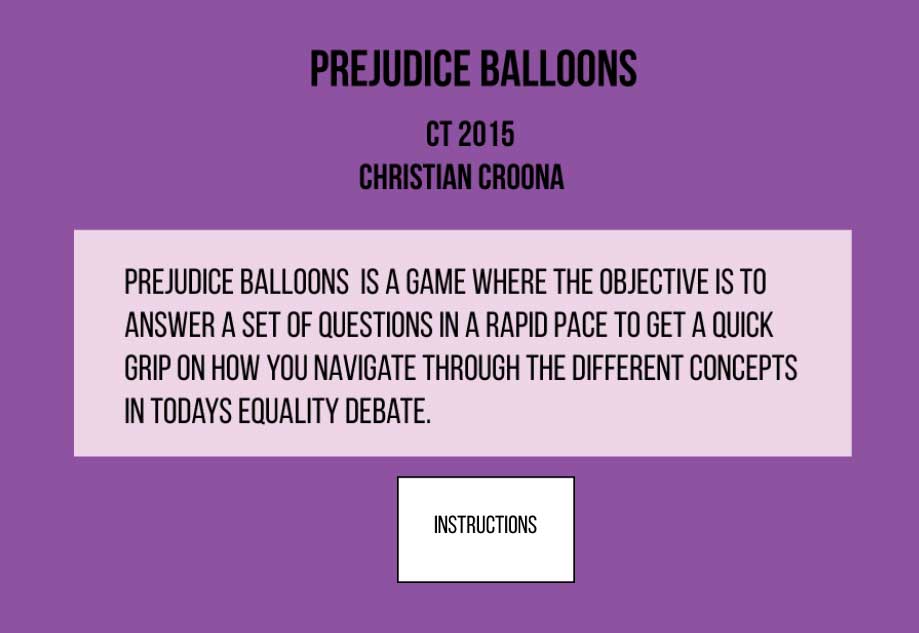 PREJUDICE BALLOONS
CT 2015
CHRISTIAN CROONA
PREJUDICE BALLOONS IS A GAME WHERE THE OBJECTIVE IS TO
ANSWER A SET OF QUESTIONS IN A RAPID PACE TO GET A QUICK
GRIP ON HOW YOU NAVIGATE THROUGH THE DIFFERENT CONCEPTS
IN TODAYS EQUALITY DEBATE.
INSTRUCTIONS